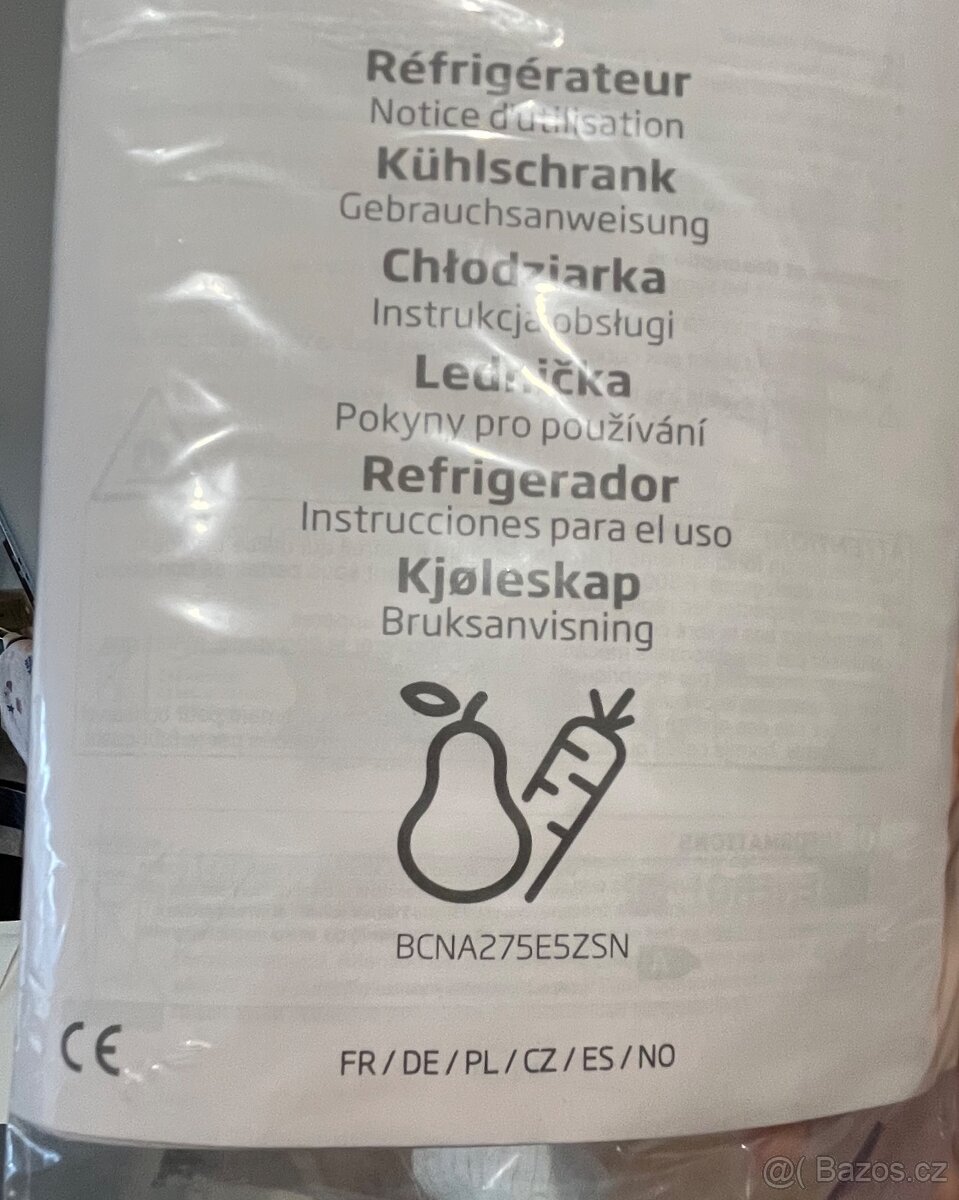 Réfrigérateur
Notice d'utilisation
Kühlschrank
Gebrauchsanweisung
Chłodziarka
Instrukcja obsługi
Lednička
Pokyny pro používání
Refrigerador
Instrucciones para el uso
Kjøleskap
Bruksanvisning
BCNA275E5ZSN
CE
FR / DE / PL / CZ / ES / NO
@( Bazos.cz